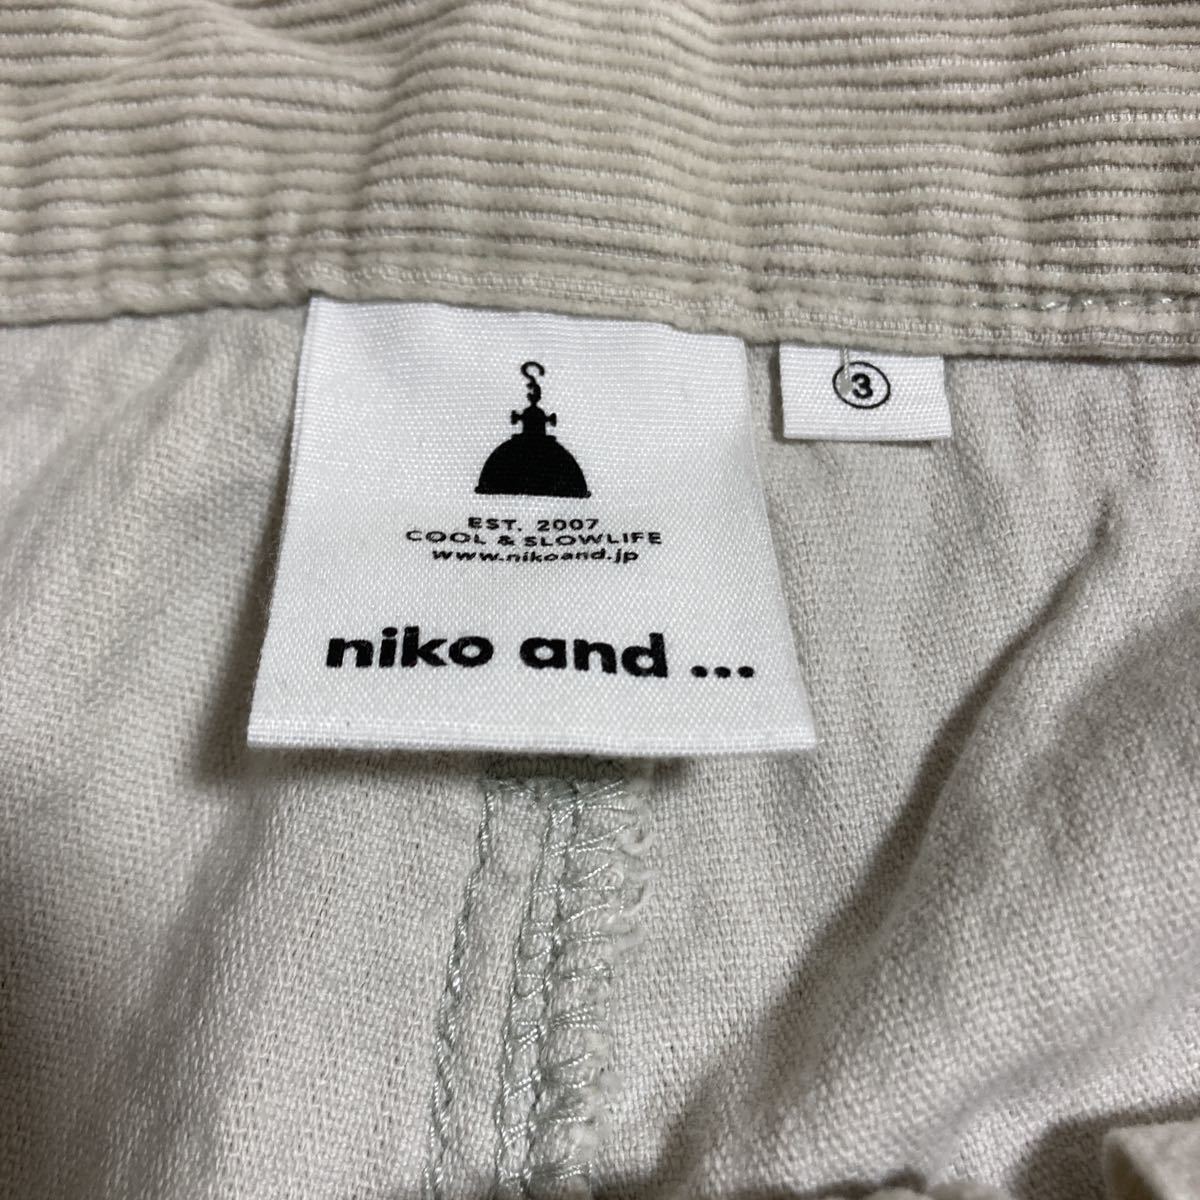 EST. 2007
COOL & SLOWLIFE
www.nikoand.jp
niko and ...
3